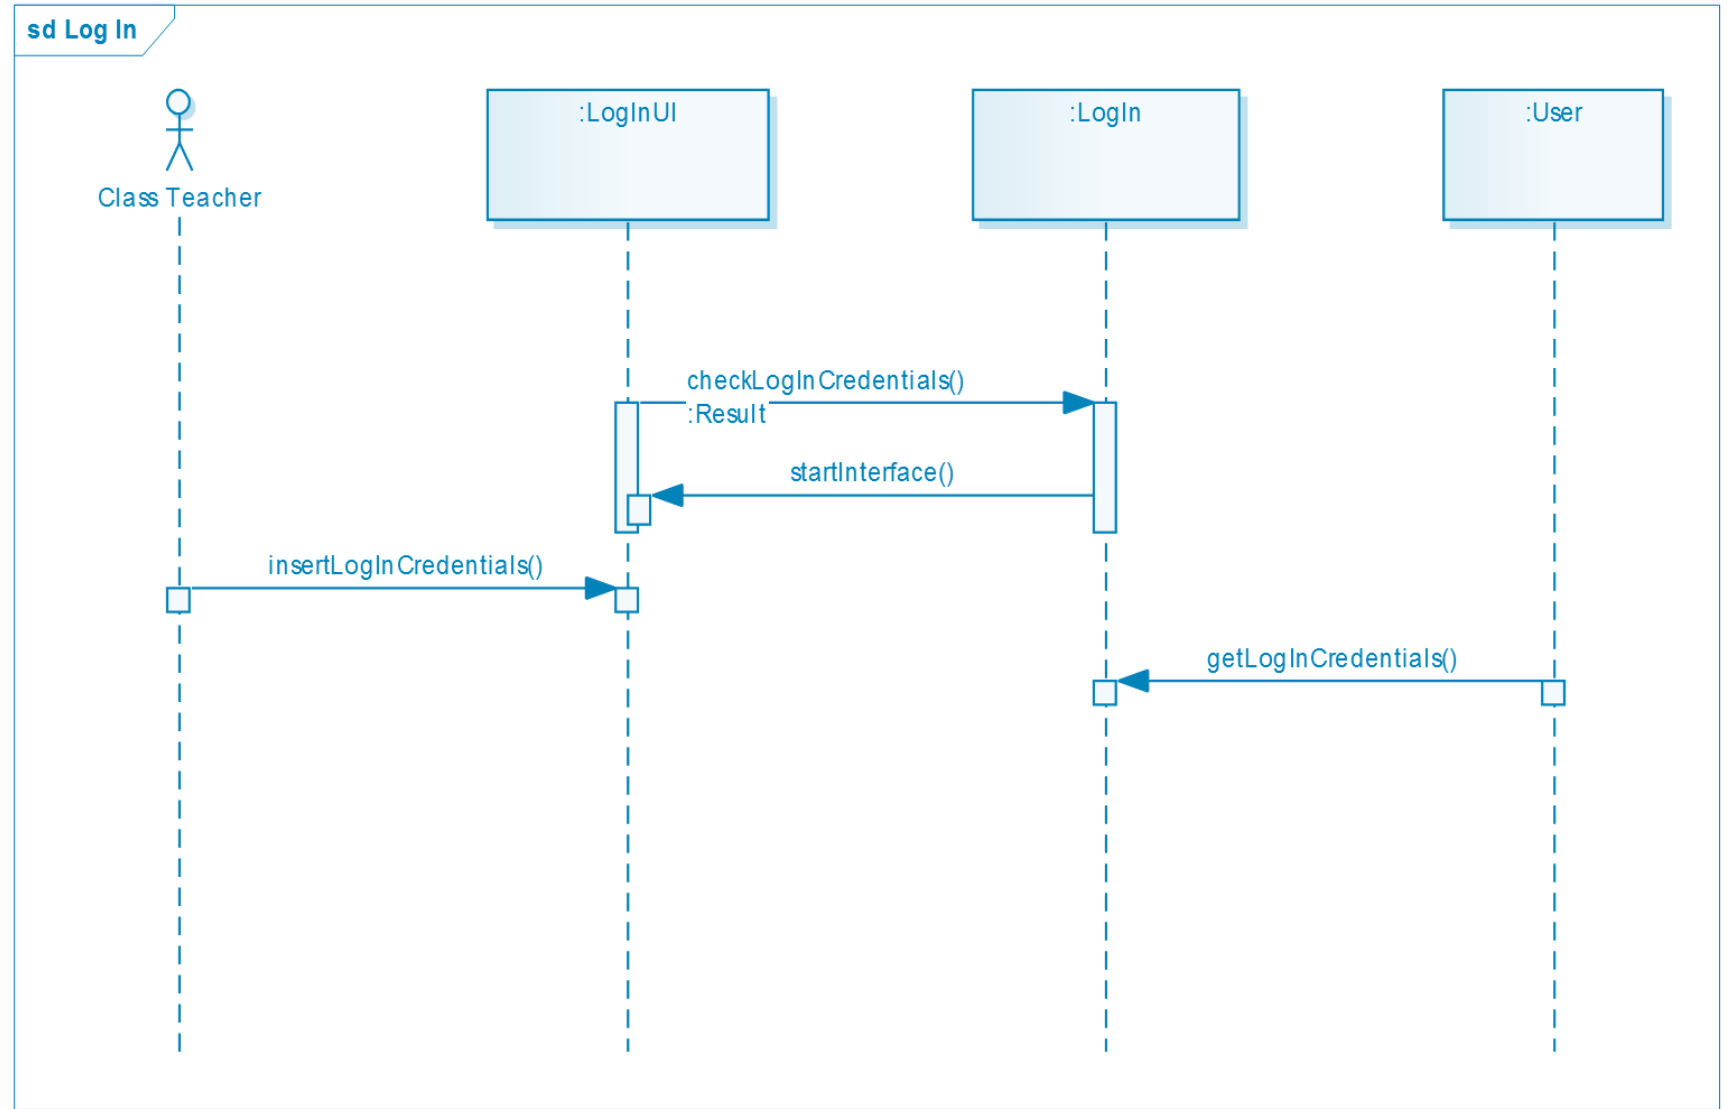 sd Log In
:LogInUI
:LogIn
:User
Class Teacher
checkLogInCredentials()
:Result
startInterface()
insertLogInCredentials()
getLogInCredentials()